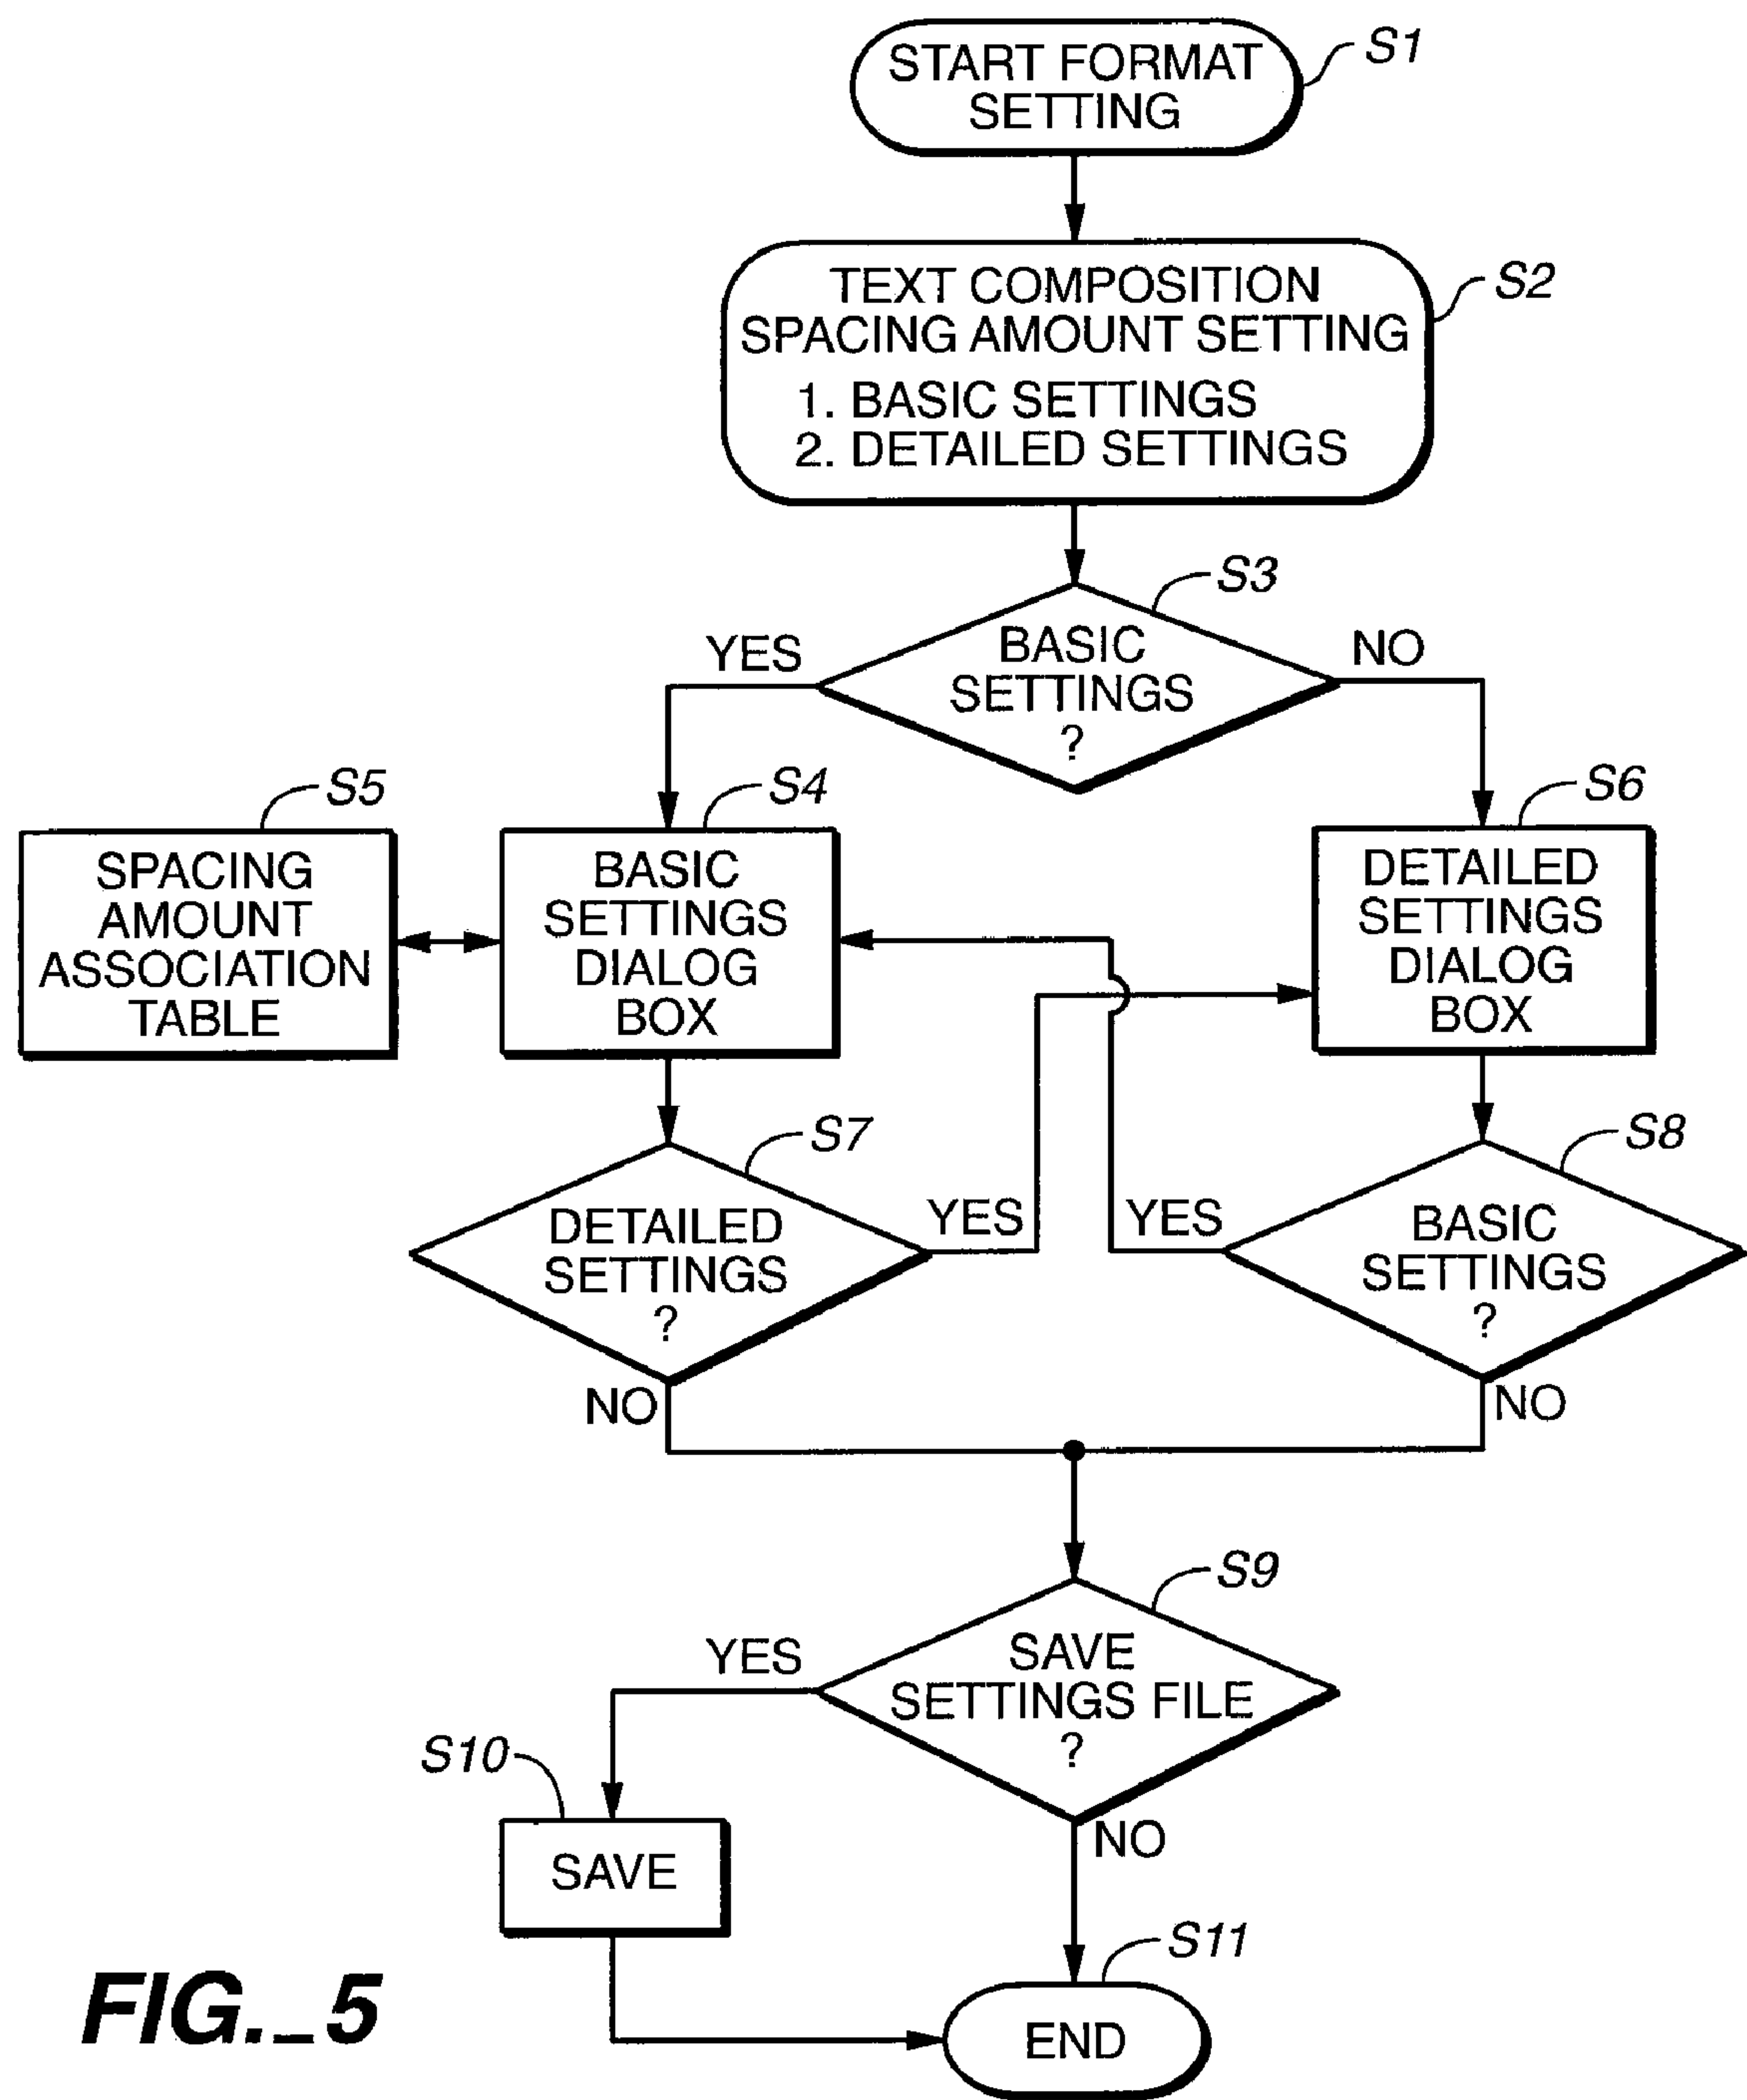 START FORMAT
SETTING
S1
TEXT COMPOSITION
SPACING AMOUNT SETTING
1. BASIC SETTINGS
2. DETAILED SETTINGS
S2
S3
BASIC
SETTINGS
?
YES
NO
S5
SPACING
AMOUNT
ASSOCIATION
TABLE
S4
BASIC
SETTINGS
DIALOG
BOX
S6
DETAILED
SETTINGS
DIALOG
BOX
S7
DETAILED
SETTINGS
?
YES
NO
S8
BASIC
SETTINGS
?
YES
NO
S9
SAVE
SETTINGS FILE
?
YES
NO
S10
SAVE
S11
END
FIG._5